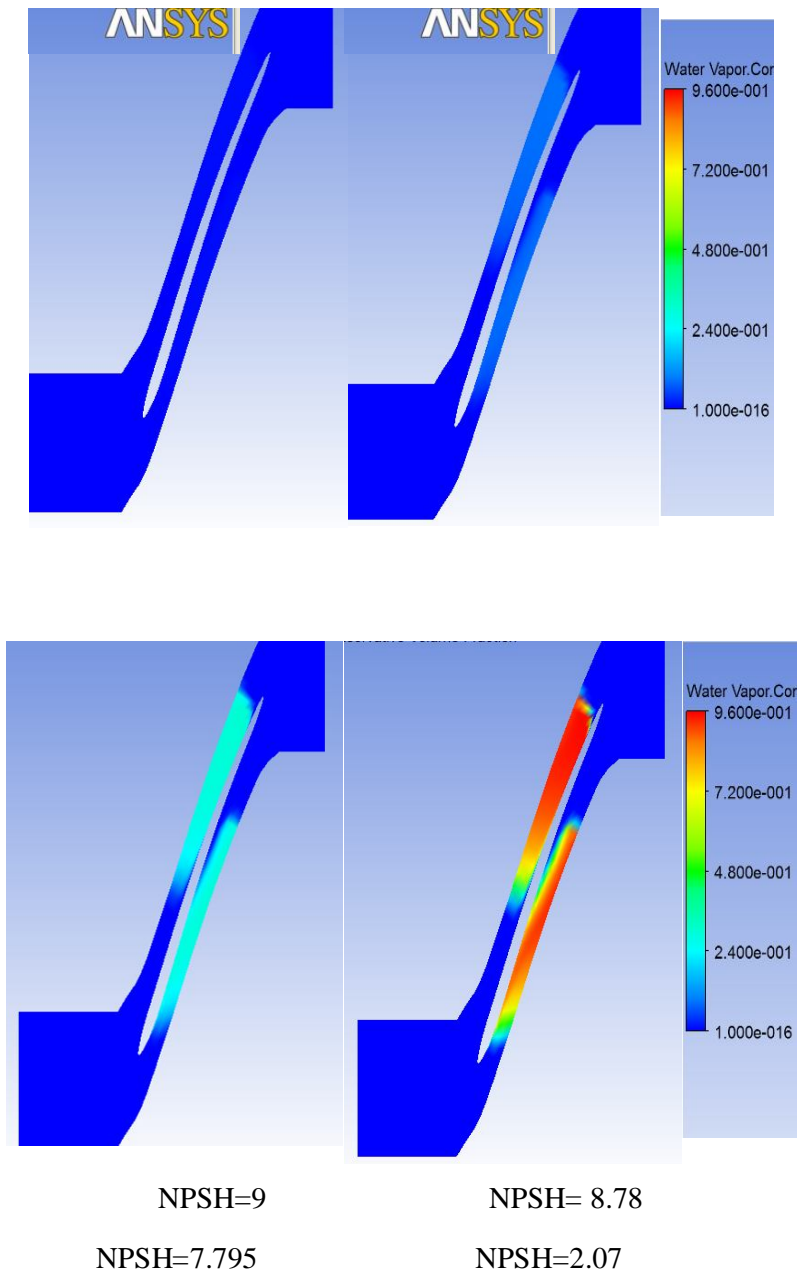 ANSYS
ANSYS
Water Vapor.Cor
9.600e-001
7.200e-001
4.800e-001
2.400e-001
1.000e-016
Water Vapor.Cor
9.600e-001
7.200e-001
4.800e-001
2.400e-001
1.000e-016
NPSH=9 NPSH= 8.78
NPSH=7.795 NPSH=2.07